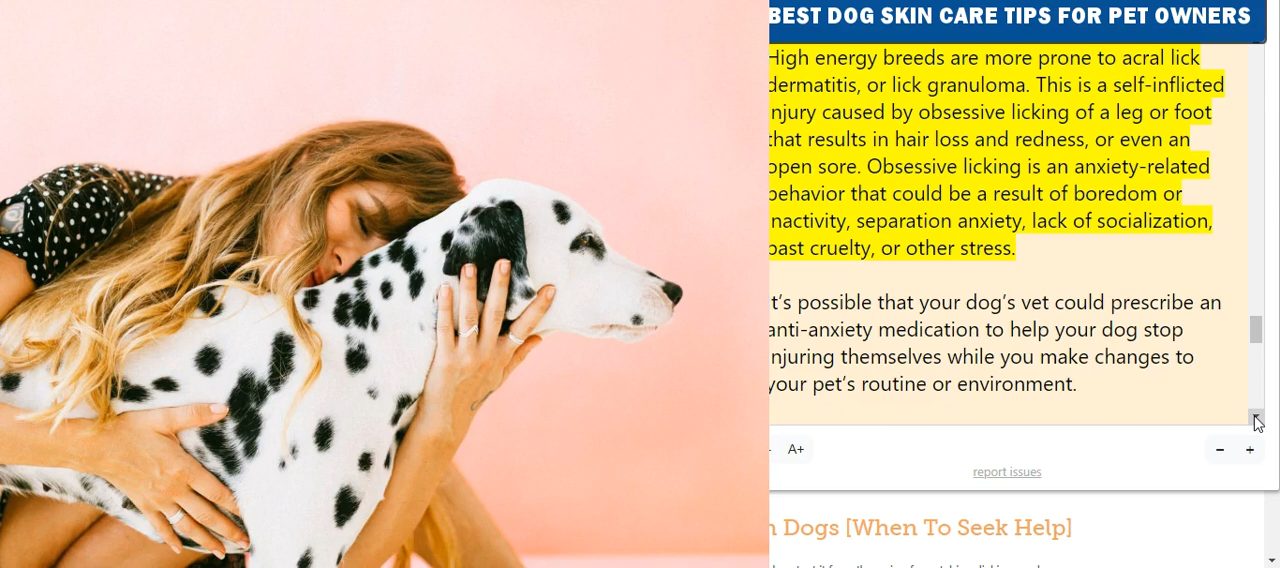 BEST DOG SKIN CARE TIPS FOR PET OWNERS
High energy breeds are more prone to acral lick
dermatitis, or lick granuloma. This is a self-inflicted
njury caused by obsessive licking of a leg or foot
that results in hair loss and redness, or even an
open sore. Obsessive licking is an anxiety-related
behavior that could be a result of boredom or
nactivity, separation anxiety, lack of socialization,
past cruelty, or other stress.
t's possible that your dog's vet could prescribe an
anti-anxiety medication to help your dog stop
njuring themselves while you make changes to
your pet's routine or environment.
A+
− +
report issues
n Dogs [When To Seek Help]